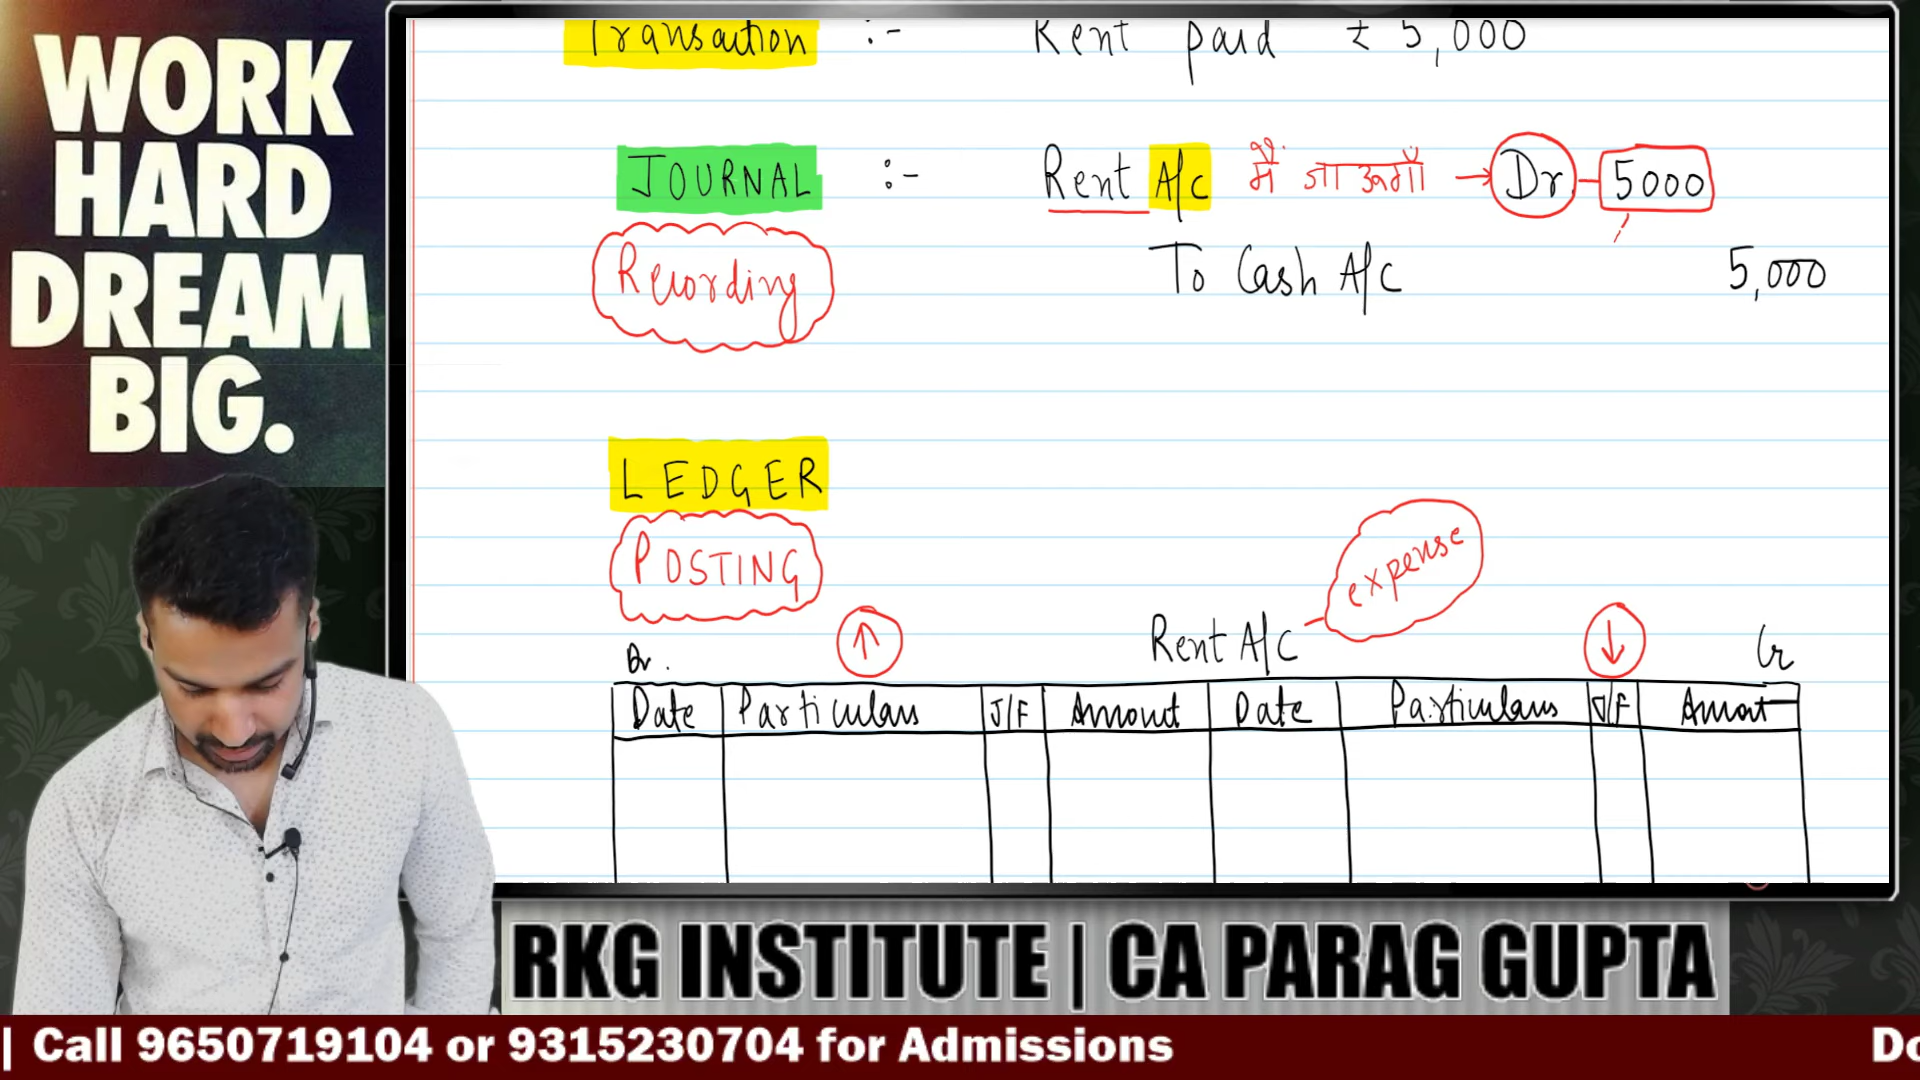 WORK
HARD
DREAM
BIG.
Transaction :- Rent paid ₹ 5,000
JOURNAL :- Rent A/c में जाऊंगा → Dr - 5000
Recording
To Cash A/c 5,000
LEDGER
POSTING
expense
↑ ↓
Dr. Rent A/C Cr
Date Particulars J/F Amount Date Particulars J/F Amont
RKG INSTITUTE | CA PARAG GUPTA
| Call 9650719104 or 9315230704 for Admissions Do